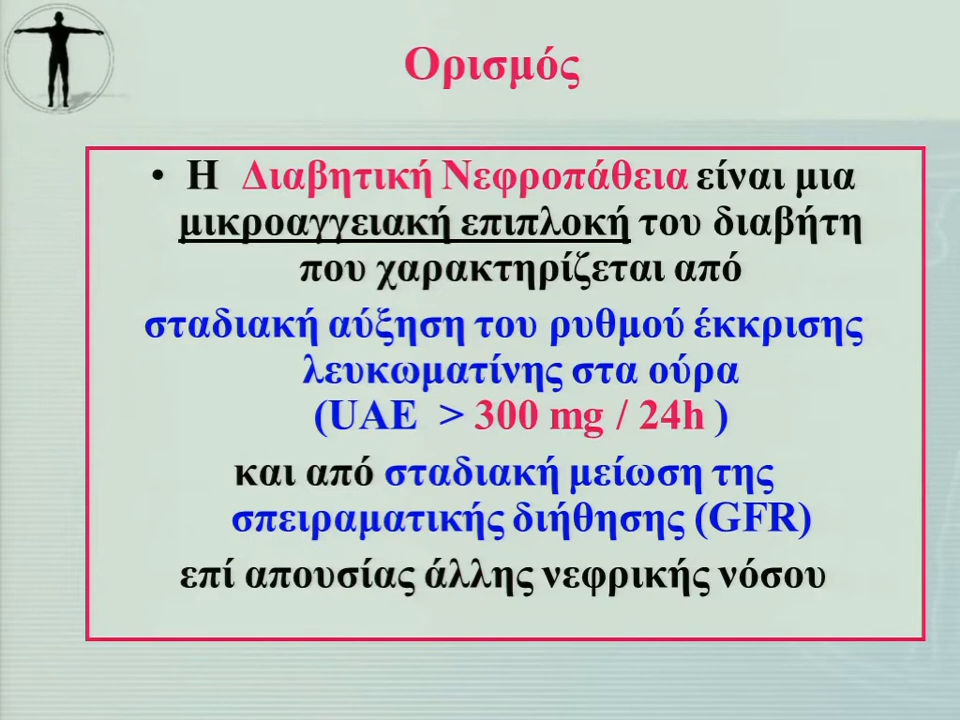 Ορισμός
• Η Διαβητική Νεφροπάθεια είναι μια
μικροαγγειακή επιπλοκή του διαβήτη
που χαρακτηρίζεται από
σταδιακή αύξηση του ρυθμού έκκρισης
λευκωματίνης στα ούρα
(UAE > 300 mg / 24h )
και από σταδιακή μείωση της
σπειραματικής διήθησης (GFR)
επί απουσίας άλλης νεφρικής νόσου